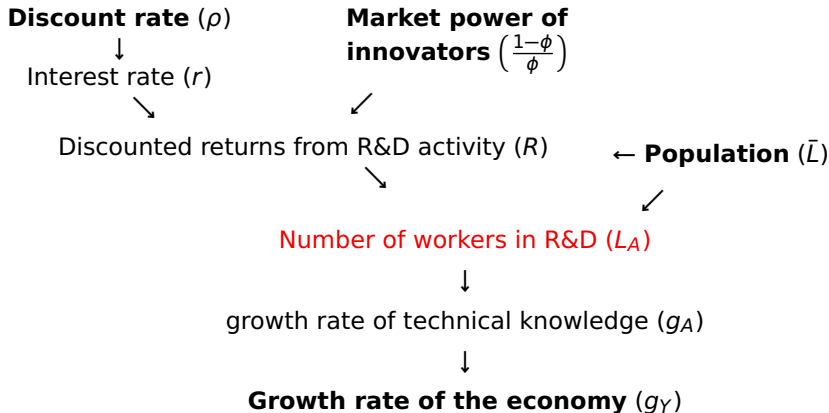 Discount rate (ρ)
Market power of
innovators (1−ϕ/ϕ)
↓
Interest rate (r)
↘ ↙
Discounted returns from R&D activity (R)
← Population (L̄)
↘ ↙
Number of workers in R&D (L_A)
↓
growth rate of technical knowledge (g_A)
↓
Growth rate of the economy (g_Y)